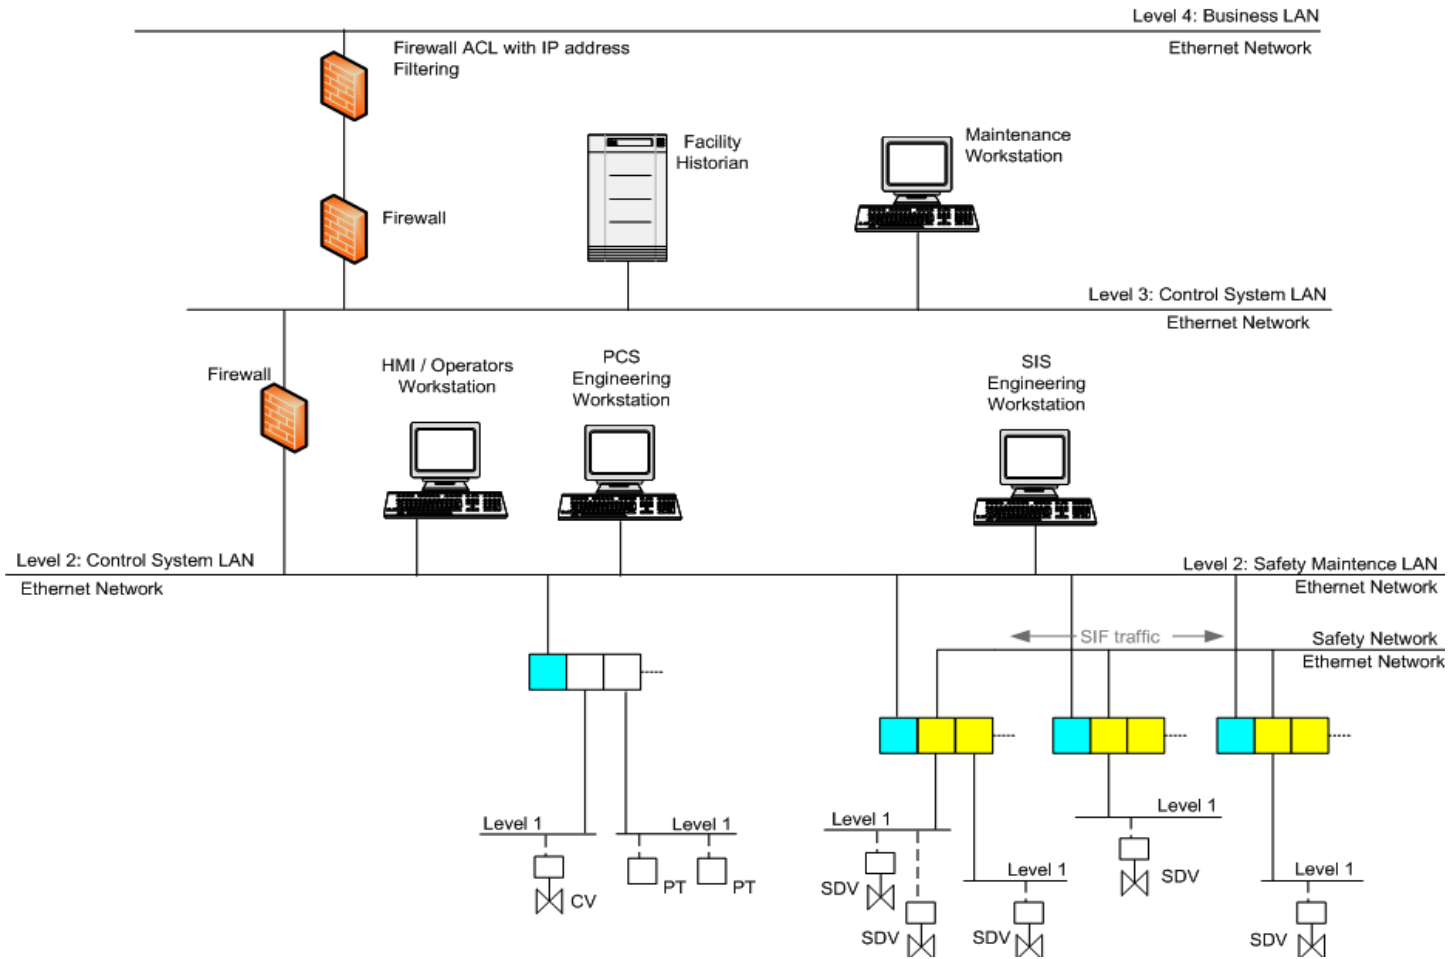 Level 4: Business LAN
Firewall ACL with IP address
Filtering
Ethernet Network
Facility
Historian
Maintenance
Workstation
Firewall
Level 3: Control System LAN
Ethernet Network
Firewall
HMI / Operators
Workstation
PCS
Engineering
Workstation
SIS
Engineering
Workstation
Level 2: Control System LAN
Ethernet Network
Level 2: Safety Maintence LAN
Ethernet Network
SIF traffic
Safety Network
Ethernet Network
Level 1
Level 1
CV
PT
PT
Level 1
Level 1
Level 1
Level 1
SDV
SDV
SDV
SDV
SDV